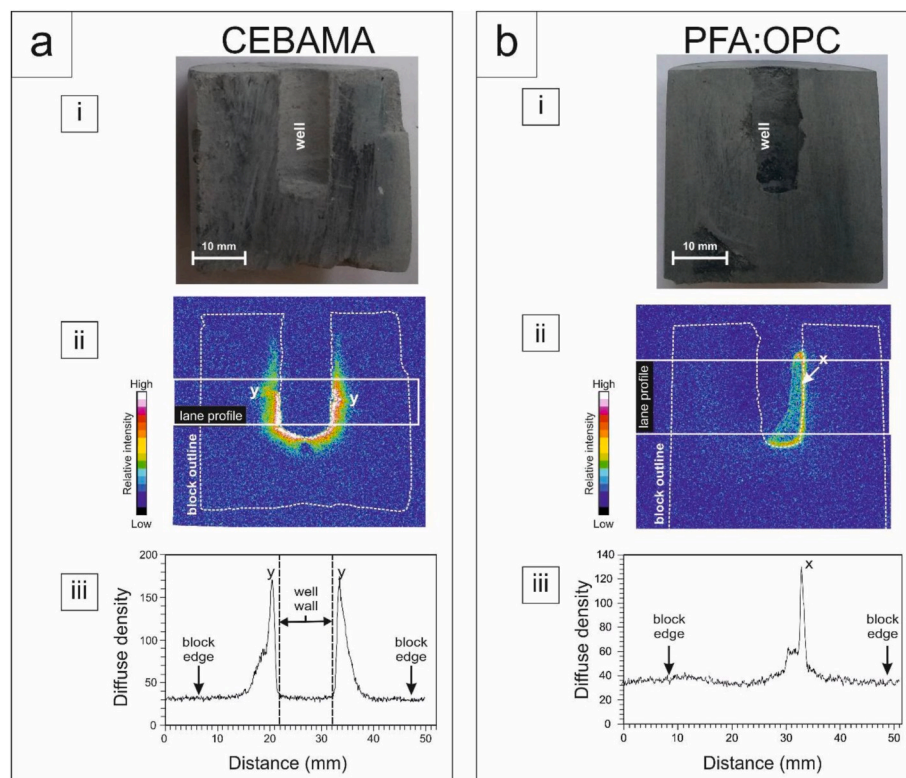 a
CEBAMA
i
well
10 mm
ii
High
Relative intensity
Low
lane profile
block outline
y
y
iii
Diffuse density
200
150
100
50
0
y
y
well
wall
block
edge
block
edge
0 10 20 30 40 50
Distance (mm)
b
PFA:OPC
i
well
10 mm
ii
High
Relative intensity
Low
lane profile
block outline
x
iii
Diffuse density
140
120
100
80
60
40
20
0
x
block
edge
block
edge
0 10 20 30 40 50
Distance (mm)